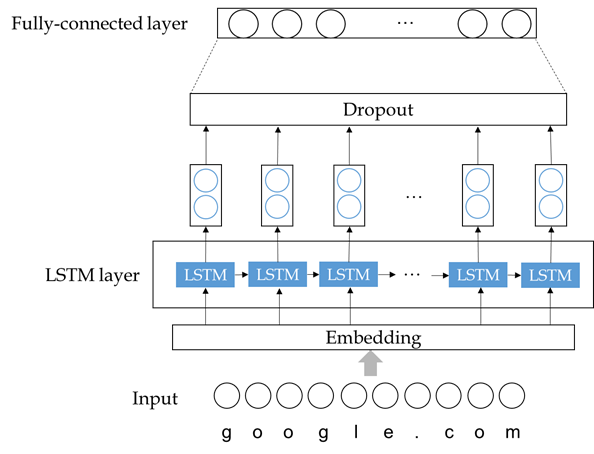 Fully-connected layer
...
Dropout
...
LSTM layer
LSTM LSTM LSTM ... LSTM LSTM
Embedding
Input
g o o g l e . c o m